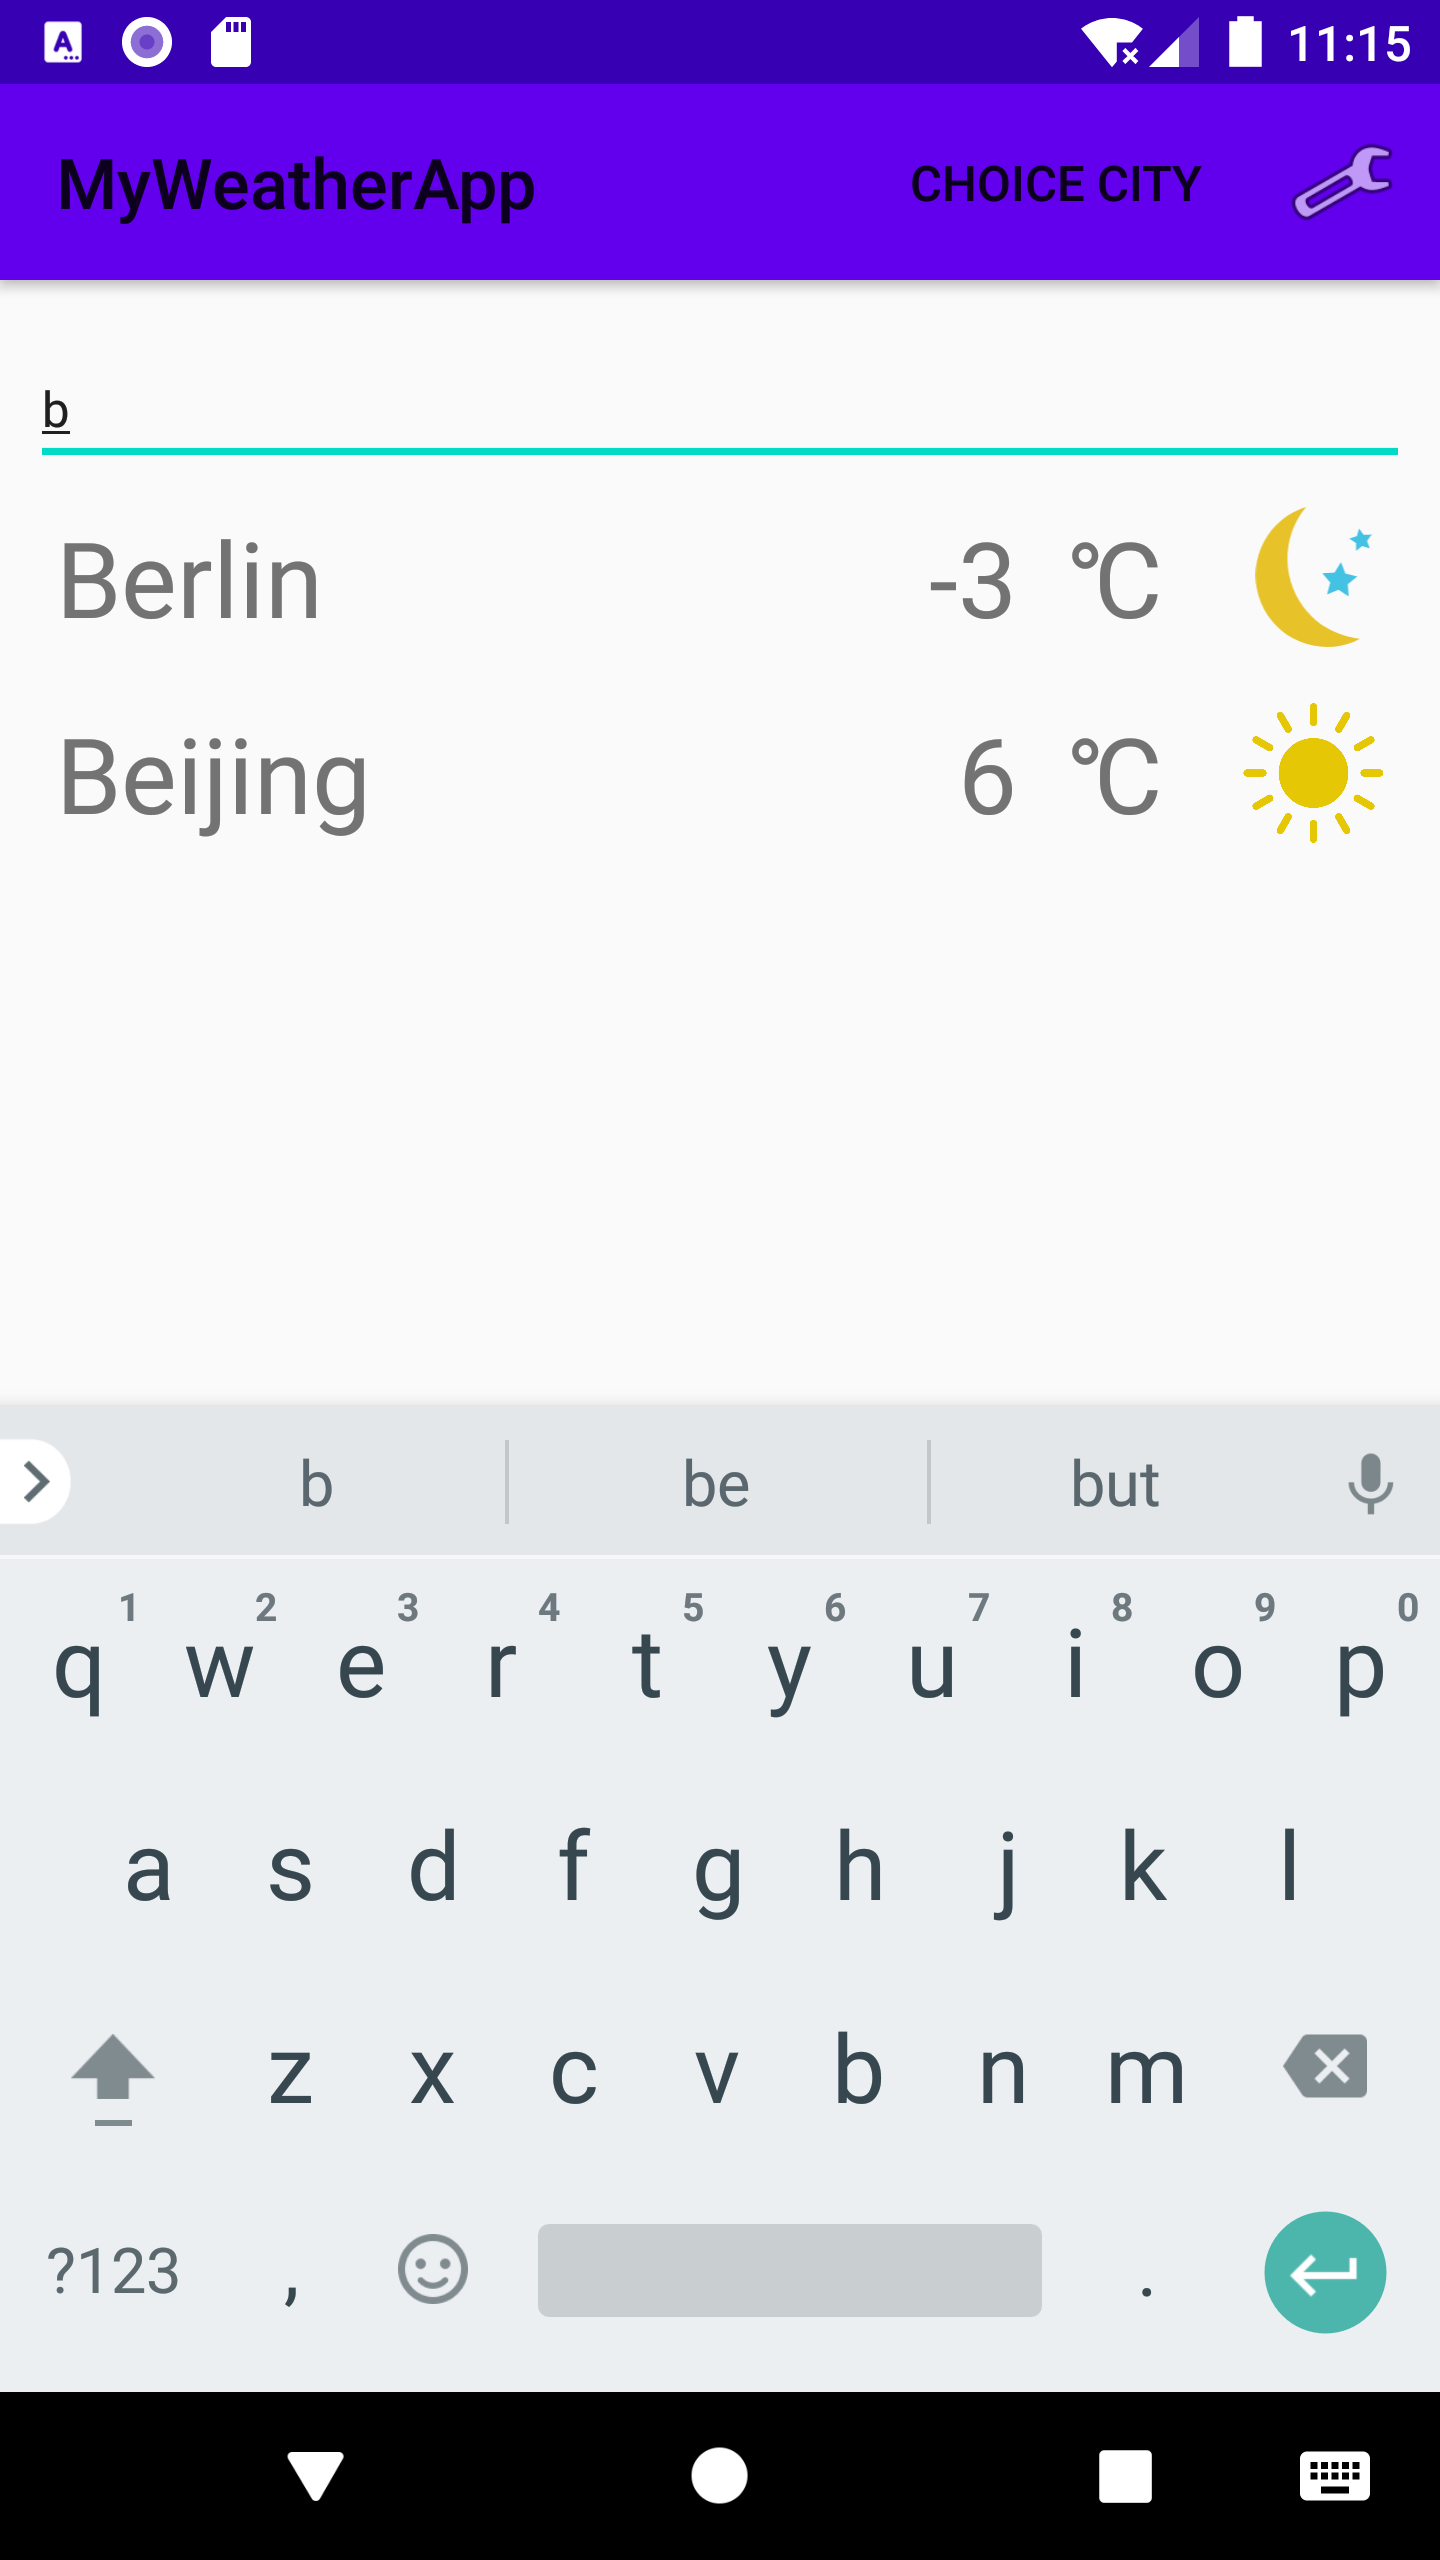 11:15
MyWeatherApp CHOICE CITY
b
Berlin -3 ℃
Beijing 6 ℃
b be but
1 2 3 4 5 6 7 8 9 0
q w e r t y u i o p
a s d f g h j k l
z x c v b n m
?123 , .